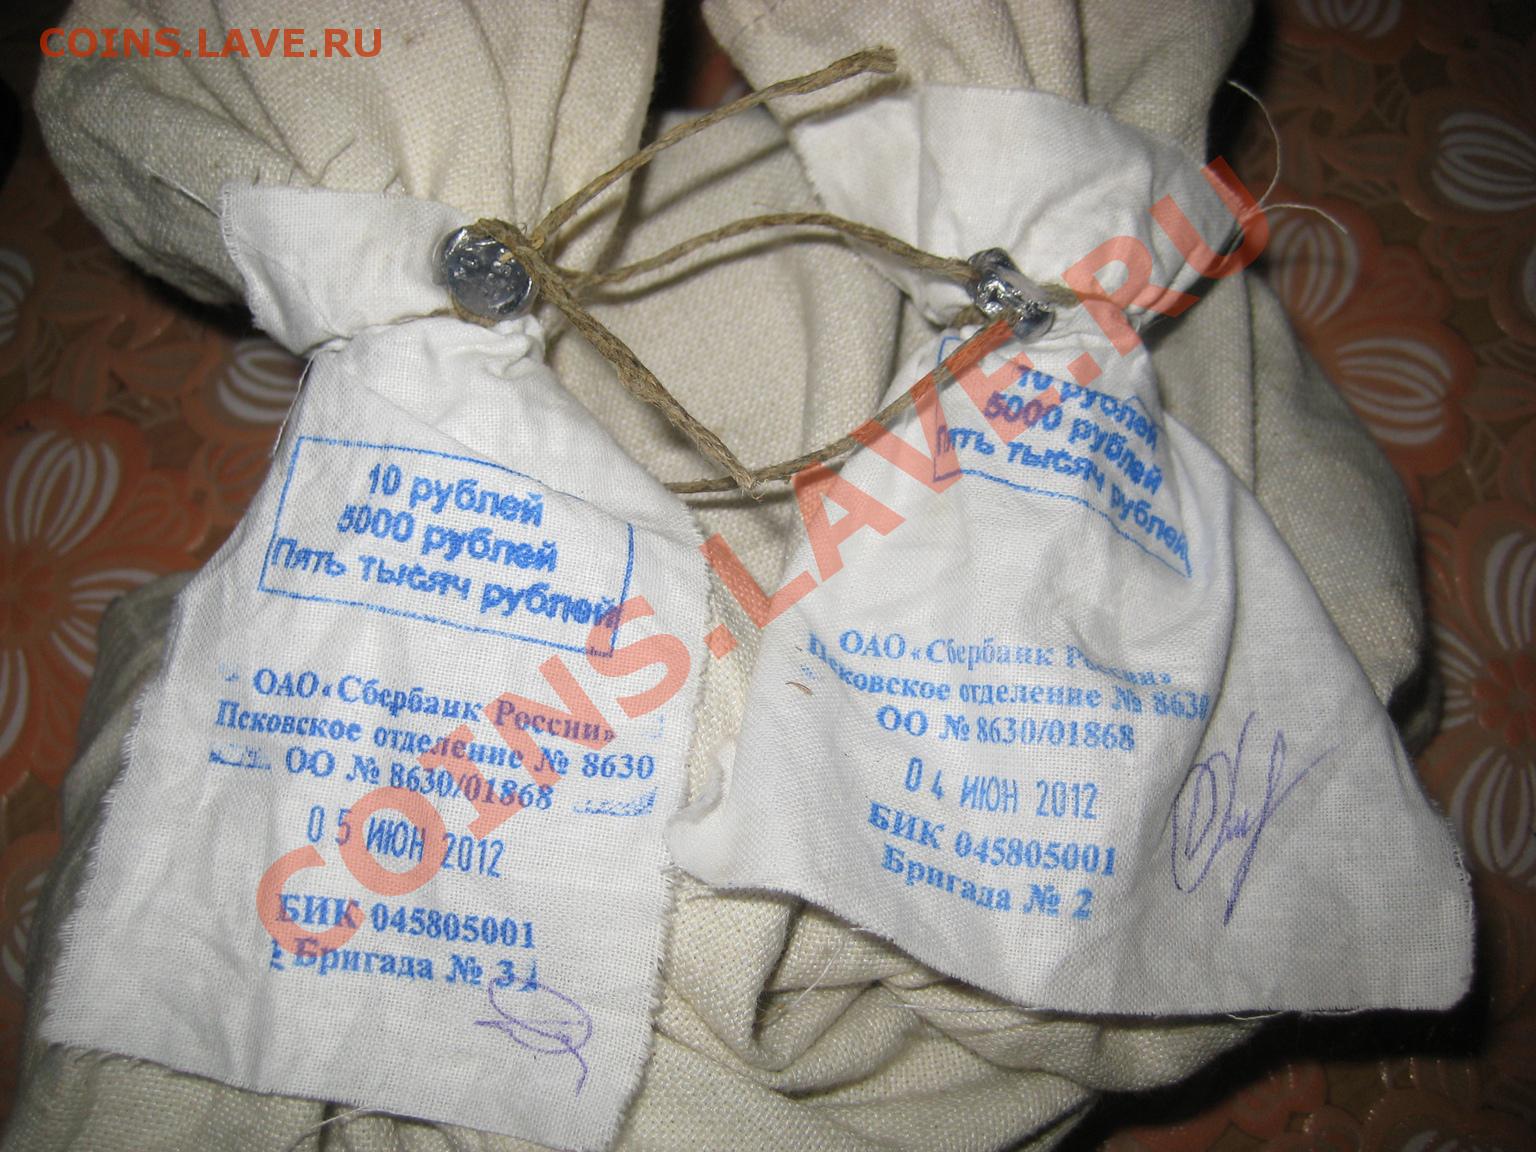 COINS.LAVE.RU
10 рублей
5000 рублей
Пять тысяч рублей
ОАО «Сбербанк России»
Псковское отделение № 8630
ОО № 8630/01868
05 ИЮН 2012
БИК 045805001
Бригада № 3
10 рублей
5000 рублей
Пять тысяч рублей
ОАО «Сбербанк России»
Псковское отделение № 8630
ОО № 8630/01868
04 ИЮН 2012
БИК 045805001
Бригада № 2
COINS.LAVE.RU